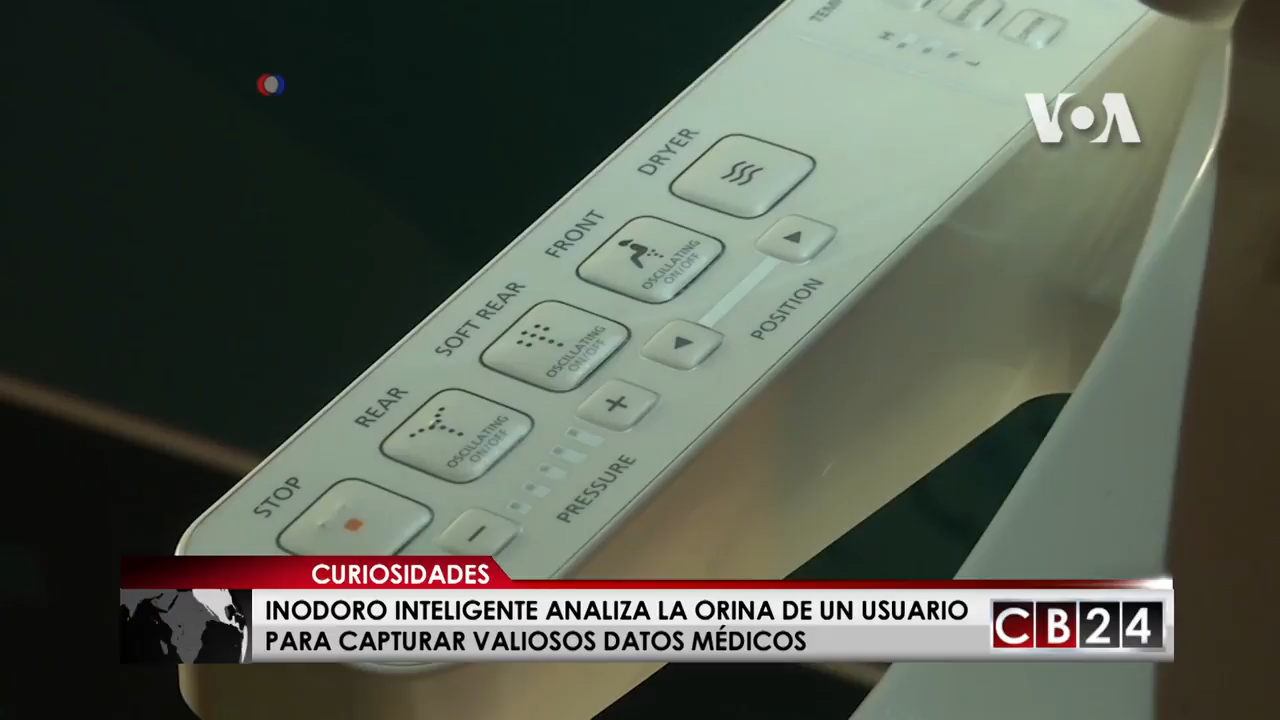 VOA
DRYER
FRONT
OSCILLATING
ON/OFF
SOFT REAR
OSCILLATING
ON/OFF
POSITION
REAR
OSCILLATING
ON/OFF
+
PRESSURE
STOP
−
CURIOSIDADES
INODORO INTELIGENTE ANALIZA LA ORINA DE UN USUARIO
PARA CAPTURAR VALIOSOS DATOS MÉDICOS
CB24